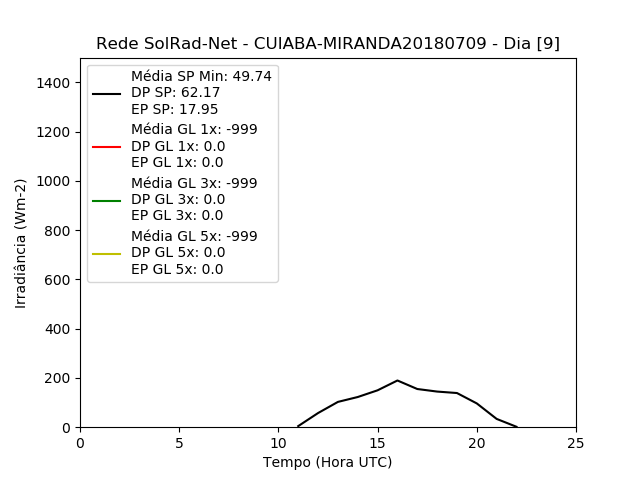 Rede SolRad-Net - CUIABA-MIRANDA20180709 - Dia [9]
Média SP Min: 49.74
DP SP: 62.17
EP SP: 17.95
Média GL 1x: -999
DP GL 1x: 0.0
EP GL 1x: 0.0
Média GL 3x: -999
DP GL 3x: 0.0
EP GL 3x: 0.0
Média GL 5x: -999
DP GL 5x: 0.0
EP GL 5x: 0.0
1400
1200
1000
800
600
400
200
0
Irradiância (Wm-2)
0 5 10 15 20 25
Tempo (Hora UTC)